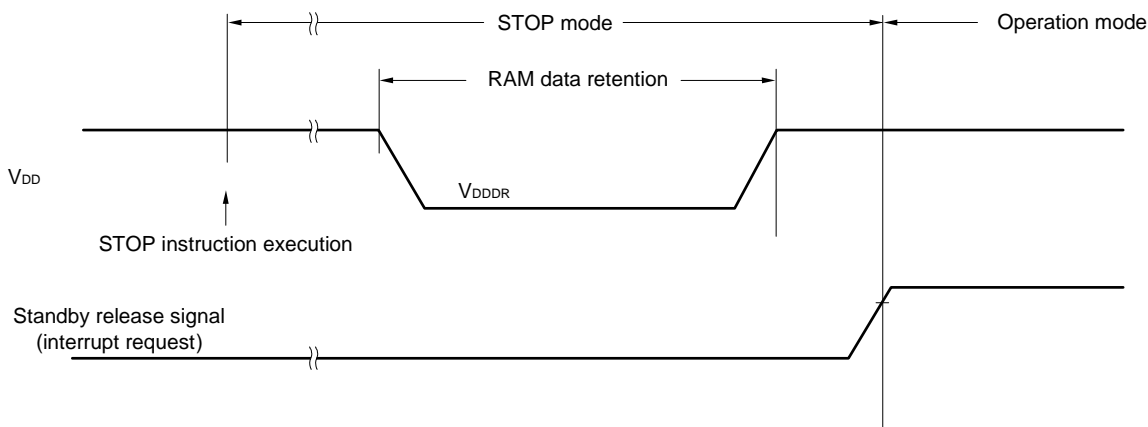 STOP mode
Operation mode
RAM data retention
VDD
VDDDR
STOP instruction execution
Standby release signal
(interrupt request)